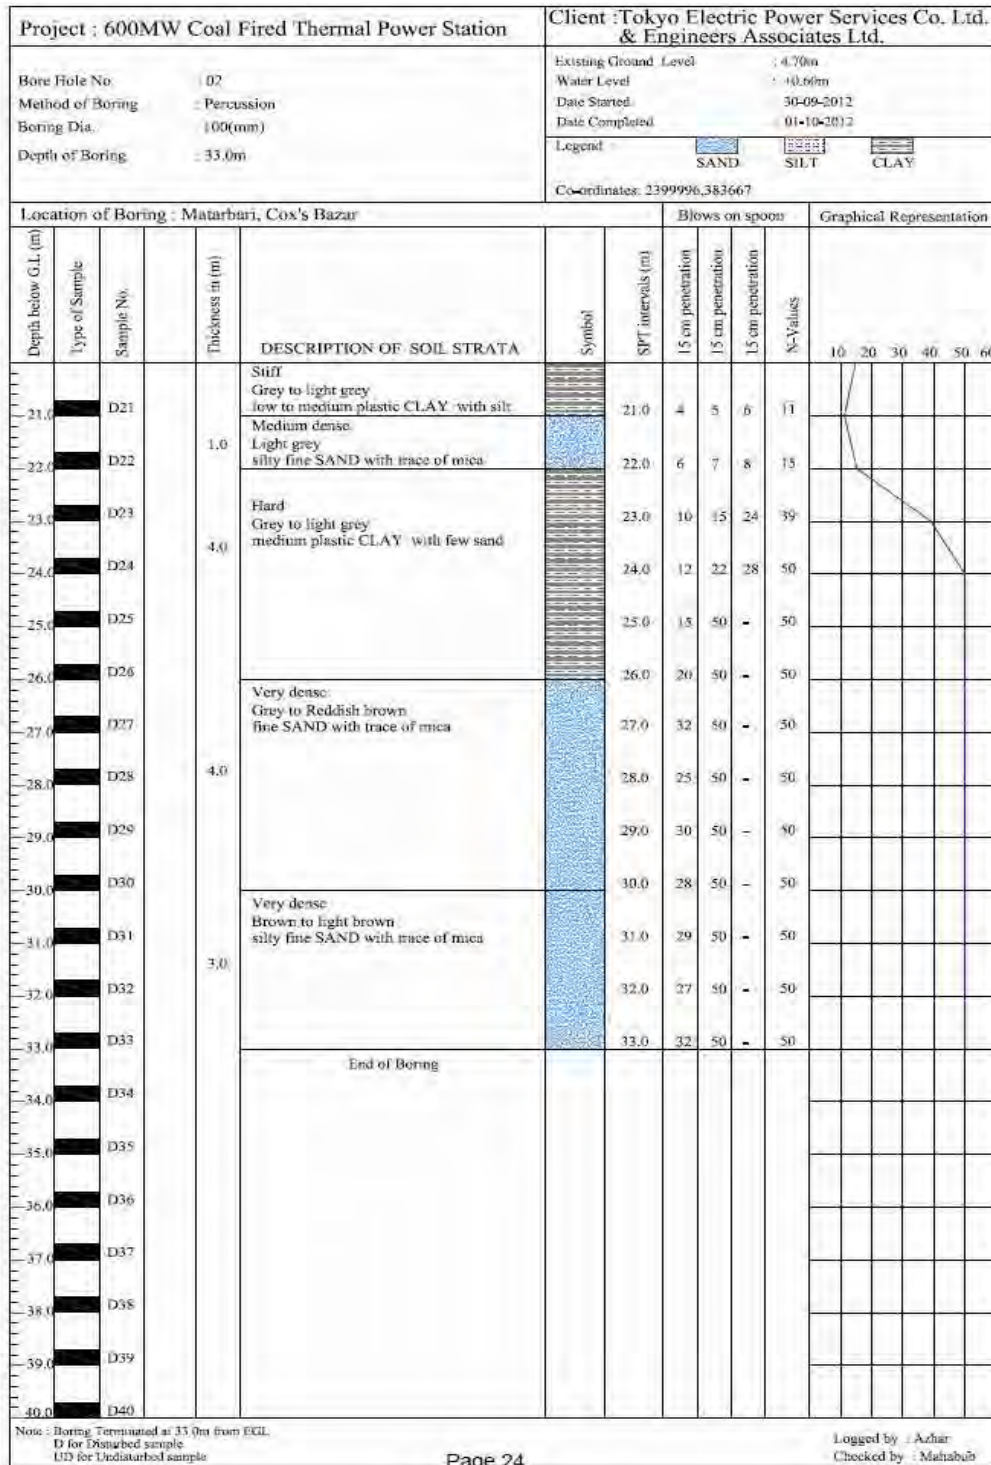 Project : 600MW Coal Fired Thermal Power Station
Client :Tokyo Electric Power Services Co. Ltd.
& Engineers Associates Ltd.
Bore Hole No. : 02
Method of Boring : Percussion
Boring Dia. : 100(mm)
Depth of Boring : 33.0m
Existing Ground Level : 4.70m
Water Level : +0.60m
Date Started 30-09-2012
Date Completed 01-10-2012
Legend :
SAND SILT CLAY
Co-ordinates: 2399996,383667
Location of Boring : Matarbari, Cox's Bazar
Blows on spoon
Graphical Representation
Depth below G.L (m)
Type of Sample
Sample No.
Thickness in (m)
DESCRIPTION OF SOIL STRATA
Symbol
SPT intervals (m)
15 cm penetration
15 cm penetration
15 cm penetration
N-Values
10 20 30 40 50 60
Stiff
Grey to light grey
low to medium plastic CLAY with silt
21.0 D21 21.0 4 5 6 11
Medium dense
1.0 Light grey
silty fine SAND with trace of mica
22.0 D22 22.0 6 7 8 15
Hard
23.0 D23 23.0 10 15 24 39
Grey to light grey
4.0 medium plastic CLAY with few sand
24.0 D24 24.0 12 22 28 50
25.0 D25 25.0 15 50 - 50
26.0 D26 26.0 20 50 - 50
Very dense
Grey to Reddish brown
fine SAND with trace of mica
27.0 D27 27.0 32 50 - 50
4.0
28.0 D28 28.0 25 50 - 50
29.0 D29 29.0 30 50 - 50
30.0 D30 30.0 28 50 - 50
Very dense
Brown to light brown
silty fine SAND with trace of mica
31.0 D31 31.0 29 50 - 50
3.0
32.0 D32 32.0 27 50 - 50
33.0 D33 33.0 32 50 - 50
End of Boring
34.0 D34
35.0 D35
36.0 D36
37.0 D37
38.0 D38
39.0 D39
40.0 D40
Note : Boring Terminated at 33.0m from EGL
D for Disturbed sample
UD for Undisturbed sample
Page 24
Logged by : Azhar
Checked by : Mahabub